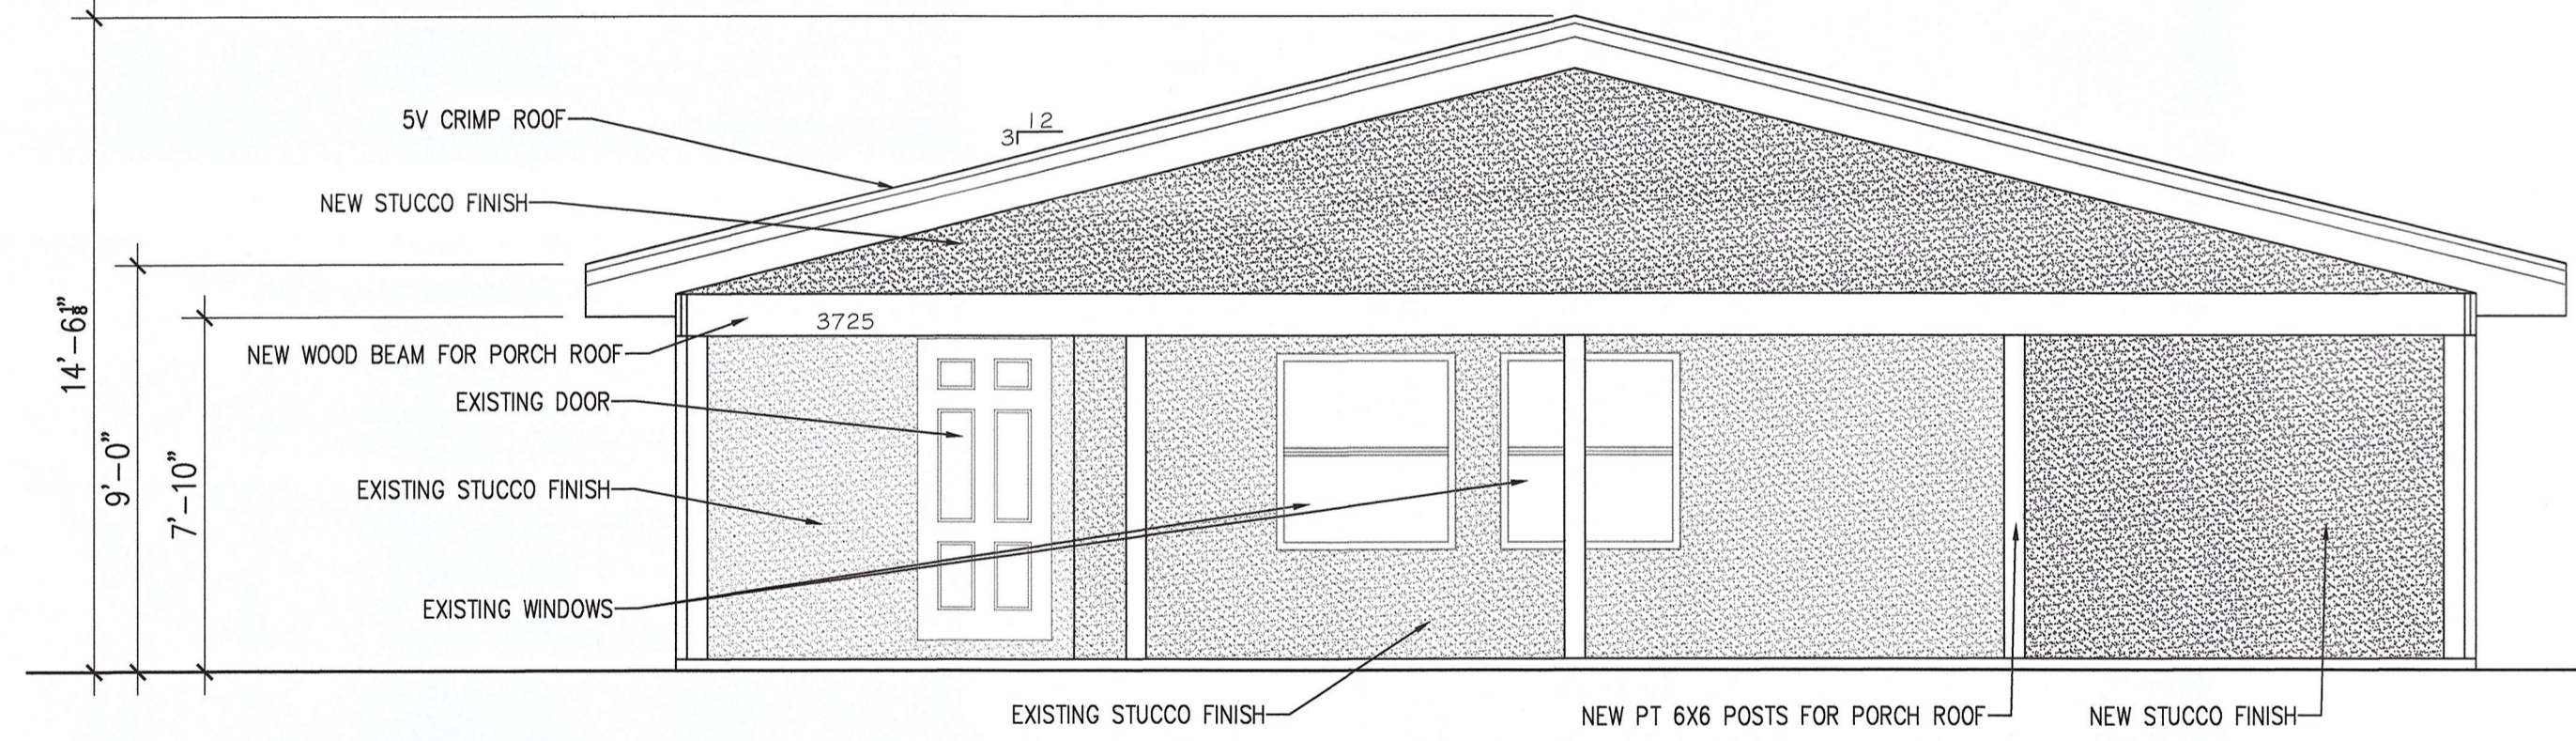 5V CRIMP ROOF
12
3
NEW STUCCO FINISH
14'-6 1/8"
9'-0"
7'-10"
3725
NEW WOOD BEAM FOR PORCH ROOF
EXISTING DOOR
EXISTING STUCCO FINISH
EXISTING WINDOWS
EXISTING STUCCO FINISH
NEW PT 6X6 POSTS FOR PORCH ROOF
NEW STUCCO FINISH